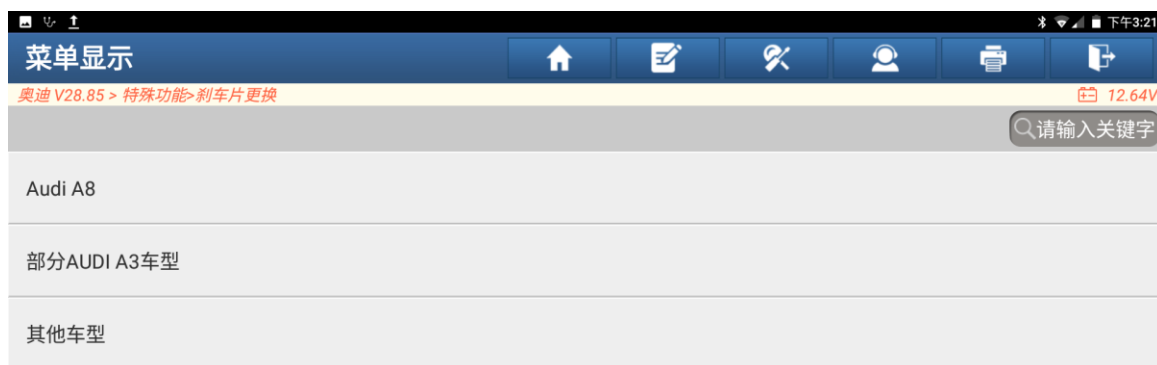 下午3:21
菜单显示
奥迪 V28.85 > 特殊功能>刹车片更换
12.64V
请输入关键字
Audi A8
部分AUDI A3车型
其他车型